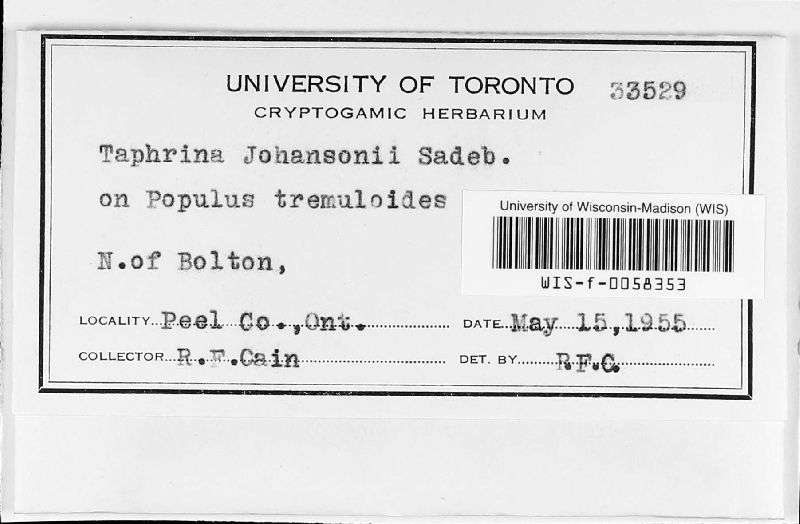 UNIVERSITY OF TORONTO 33529
CRYPTOGAMIC HERBARIUM
Taphrina Johansonii Sadeb.
on Populus tremuloides
University of Wisconsin-Madison (WIS)
WIS-f-0058353
N.of Bolton,
LOCALITY Peel Co.,Ont. DATE May 15,1955
COLLECTOR R.F.Cain DET. BY R.F.C.